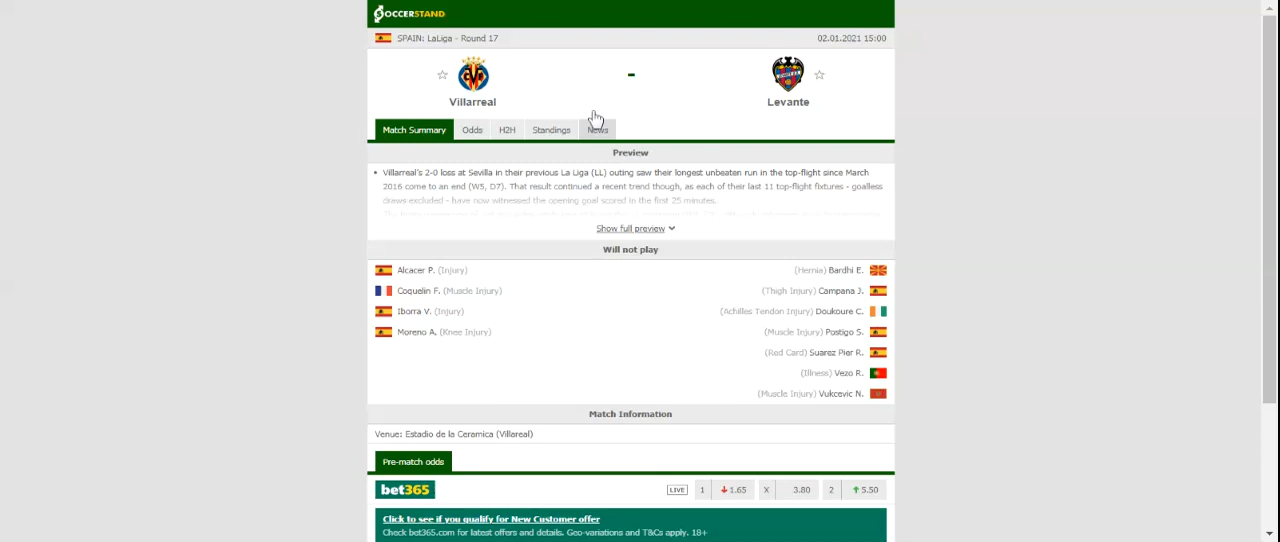 SOCCERSTAND
SPAIN: LaLiga - Round 17 02.01.2021 15:00
-
Villarreal Levante
Match Summary Odds H2H Standings News
Preview
Villarreal's 2-0 loss at Sevilla in their previous La Liga (LL) outing saw their longest unbeaten run in the top-flight since March
2016 come to an end (W5, D7). That result continued a recent trend though, as each of their last 11 top-flight fixtures - goalless
draws excluded - have now witnessed the opening goal scored in the first 25 minutes.
Show full preview
Will not play
Alcacer P. (Injury) (Hernia) Bardhi E.
Coquelin F. (Muscle Injury) (Thigh Injury) Campana J.
Iborra V. (Injury) (Achilles Tendon Injury) Doukoure C.
Moreno A. (Knee Injury) (Muscle Injury) Postigo S.
(Red Card) Suarez Pier R.
(Illness) Vezo R.
(Muscle Injury) Vukcevic N.
Match Information
Venue: Estadio de la Ceramica (Villareal)
Pre-match odds
bet365 LIVE 1 1.65 X 3.80 2 5.50
Click to see if you qualify for New Customer offer
Check bet365.com for latest offers and details. Geo-variations and T&Cs apply. 18+